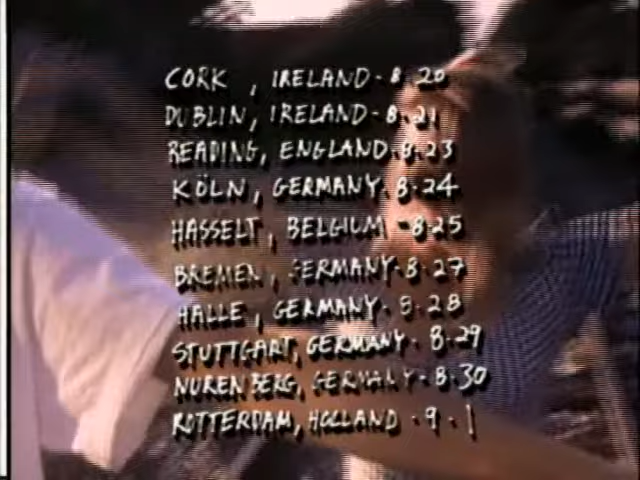 CORK , IRELAND - 8 20
DUBLIN, IRELAND - 8.21
READING, ENGLAND.8.23
KÖLN, GERMANY. 8.24
HASSELT, BELGIUM - 8.25
BREMEN, GERMANY.8.27
HALLE, GERMANY. 8.28
STUTTGART, GERMANY. 8.29
NURENBERG, GERMANY - 8.30
ROTTERDAM, HOLLAND - 9.1